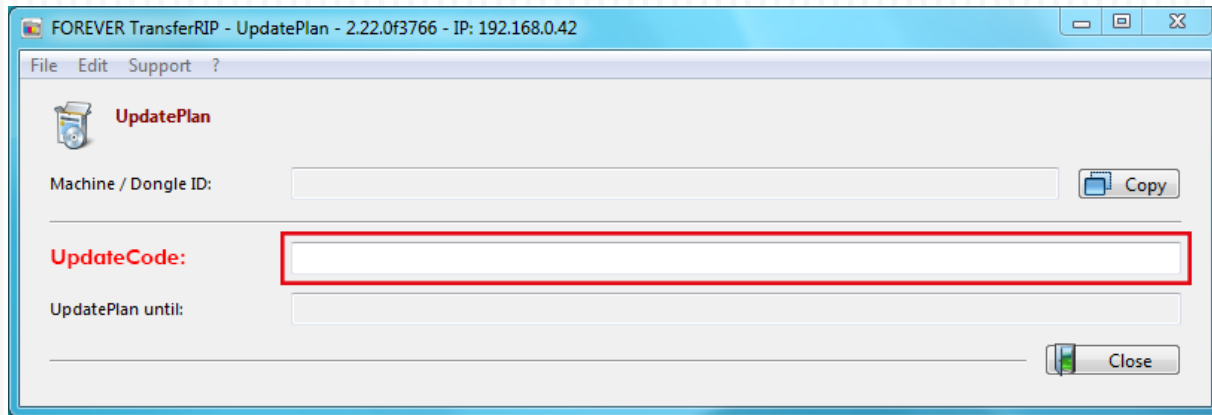 FOREVER TransferRIP - UpdatePlan - 2.22.0f3766 - IP: 192.168.0.42
File Edit Support ?
UpdatePlan
Machine / Dongle ID:
Copy
UpdateCode:
UpdatePlan until:
Close